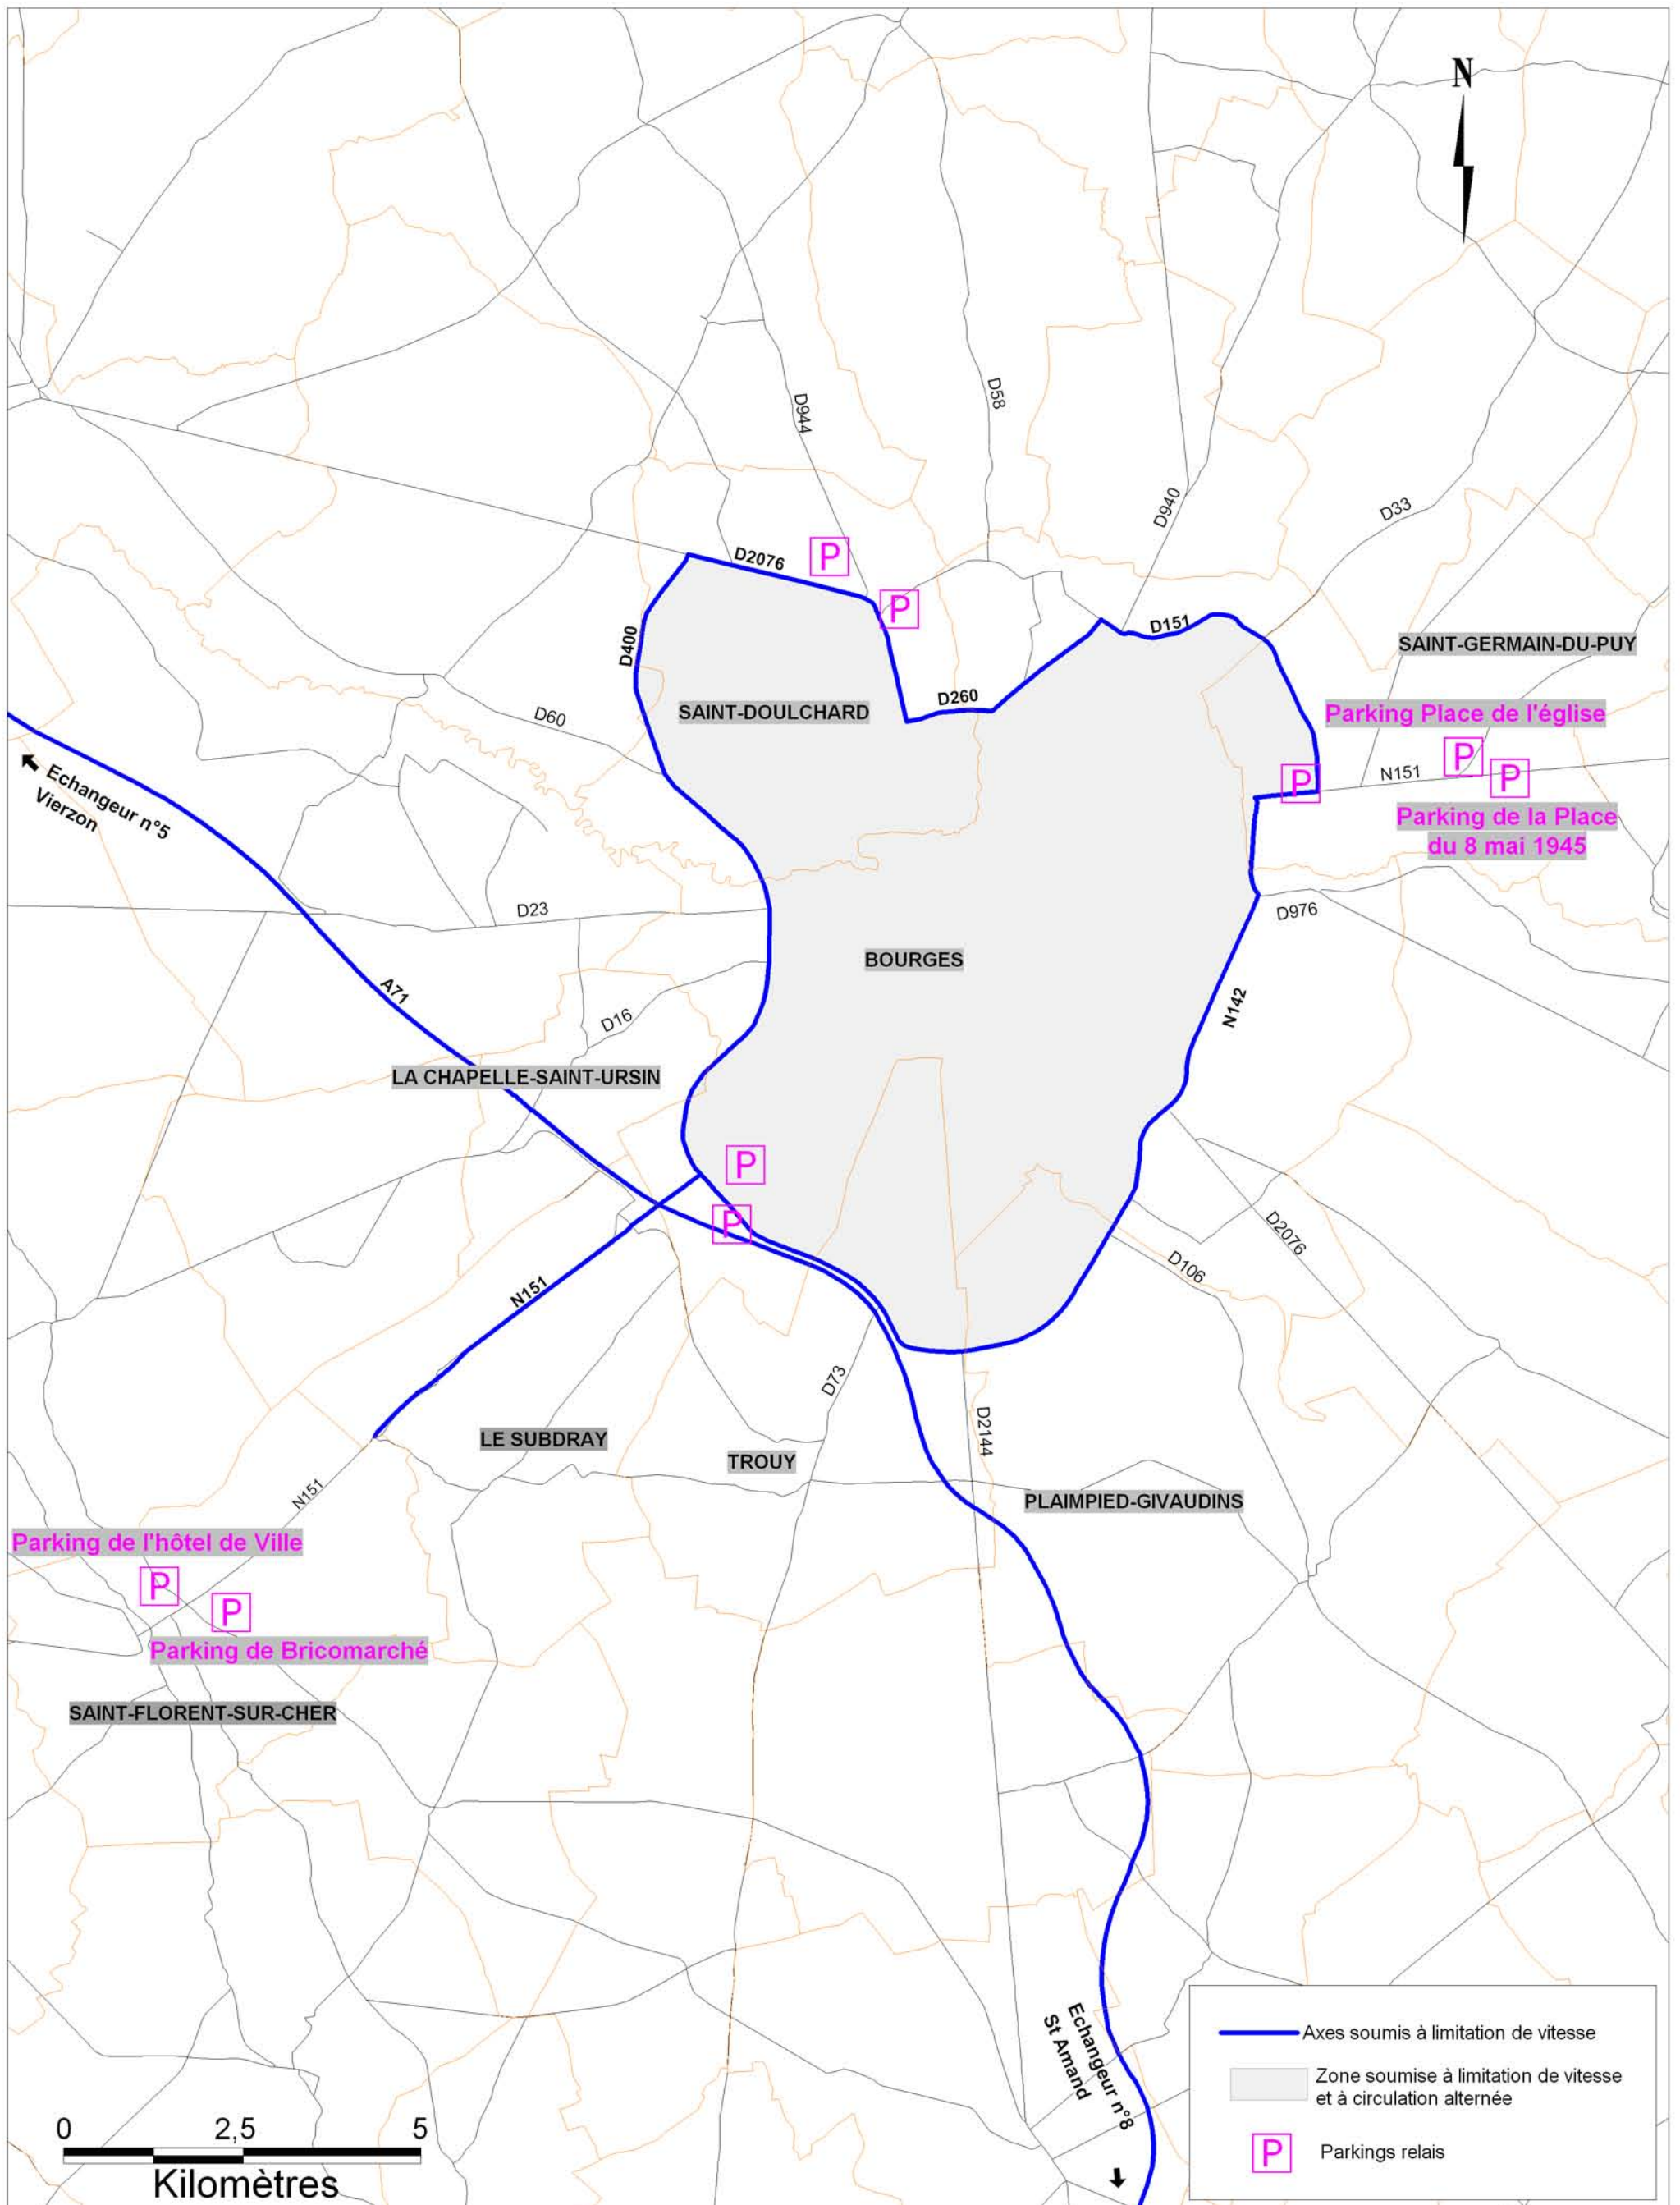 N
D944
D58
D940
D33
D2076
P
P
D151
D400
SAINT-GERMAIN-DU-PUY
D260
SAINT-DOULCHARD
Parking Place de l'église
D60
P
P
N151
P
Echangeur n°5
Vierzon
Parking de la Place
du 8 mai 1945
D23
D976
BOURGES
A71
N142
D16
LA CHAPELLE-SAINT-URSIN
P
P
D2076
D106
N151
D73
D2144
LE SUBDRAY
TROUY
N151
PLAIMPIED-GIVAUDINS
Parking de l'hôtel de Ville
P
P
Parking de Bricomarché
SAINT-FLORENT-SUR-CHER
Echangeur n°8
St Amand
Axes soumis à limitation de vitesse
Zone soumise à limitation de vitesse
et à circulation alternée
P Parkings relais
0 2,5 5
Kilomètres